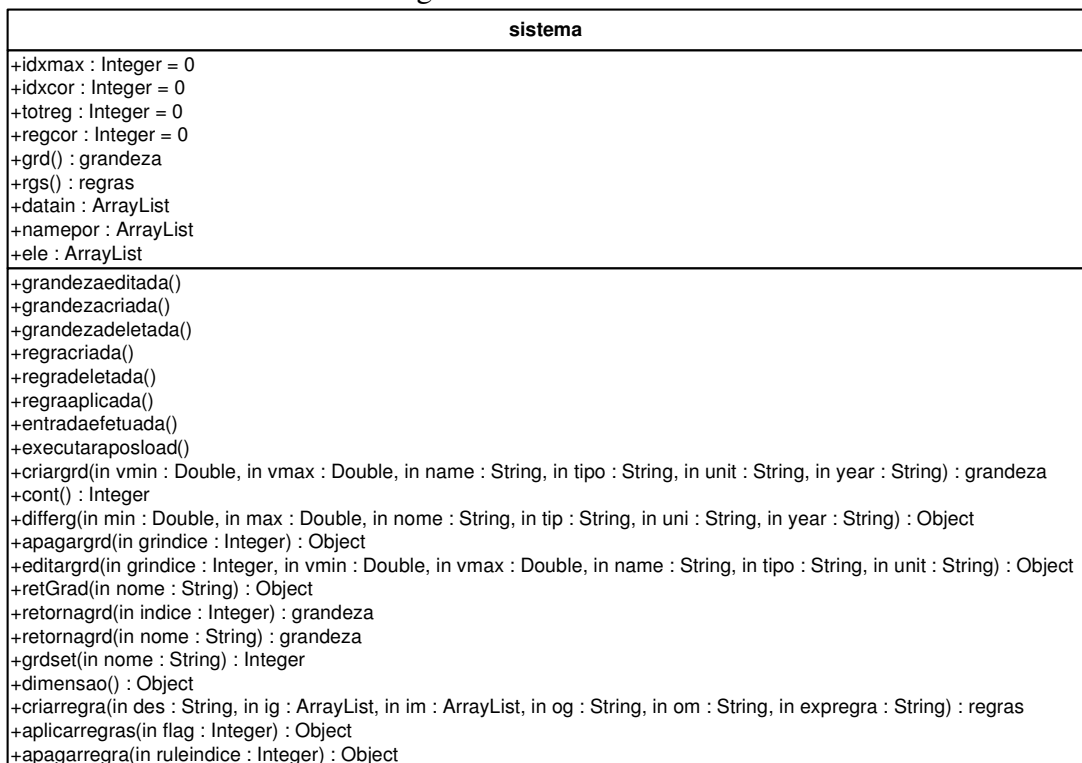 sistema
+idxmax : Integer = 0
+idxcor : Integer = 0
+totreg : Integer = 0
+regcor : Integer = 0
+grd() : grandeza
+rgs() : regras
+datain : ArrayList
+namepor : ArrayList
+ele : ArrayList
+grandezaeditada()
+grandezacriada()
+grandezadeletada()
+regracriada()
+regradeletada()
+regraaplicada()
+entradaefetuada()
+executaraposload()
+criargrd(in vmin : Double, in vmax : Double, in name : String, in tipo : String, in unit : String, in year : String) : grandeza
+cont() : Integer
+differg(in min : Double, in max : Double, in nome : String, in tip : String, in uni : String, in year : String) : Object
+apagargrd(in grindice : Integer) : Object
+editargrd(in grindice : Integer, in vmin : Double, in vmax : Double, in name : String, in tipo : String, in unit : String) : Object
+retGrad(in nome : String) : Object
+retornagrd(in indice : Integer) : grandeza
+retornagrd(in nome : String) : grandeza
+grdset(in nome : String) : Integer
+dimensao() : Object
+criarregra(in des : String, in ig : ArrayList, in im : ArrayList, in og : String, in om : String, in expregra : String) : regras
+aplicarregras(in flag : Integer) : Object
+apagarregra(in ruleindice : Integer) : Object